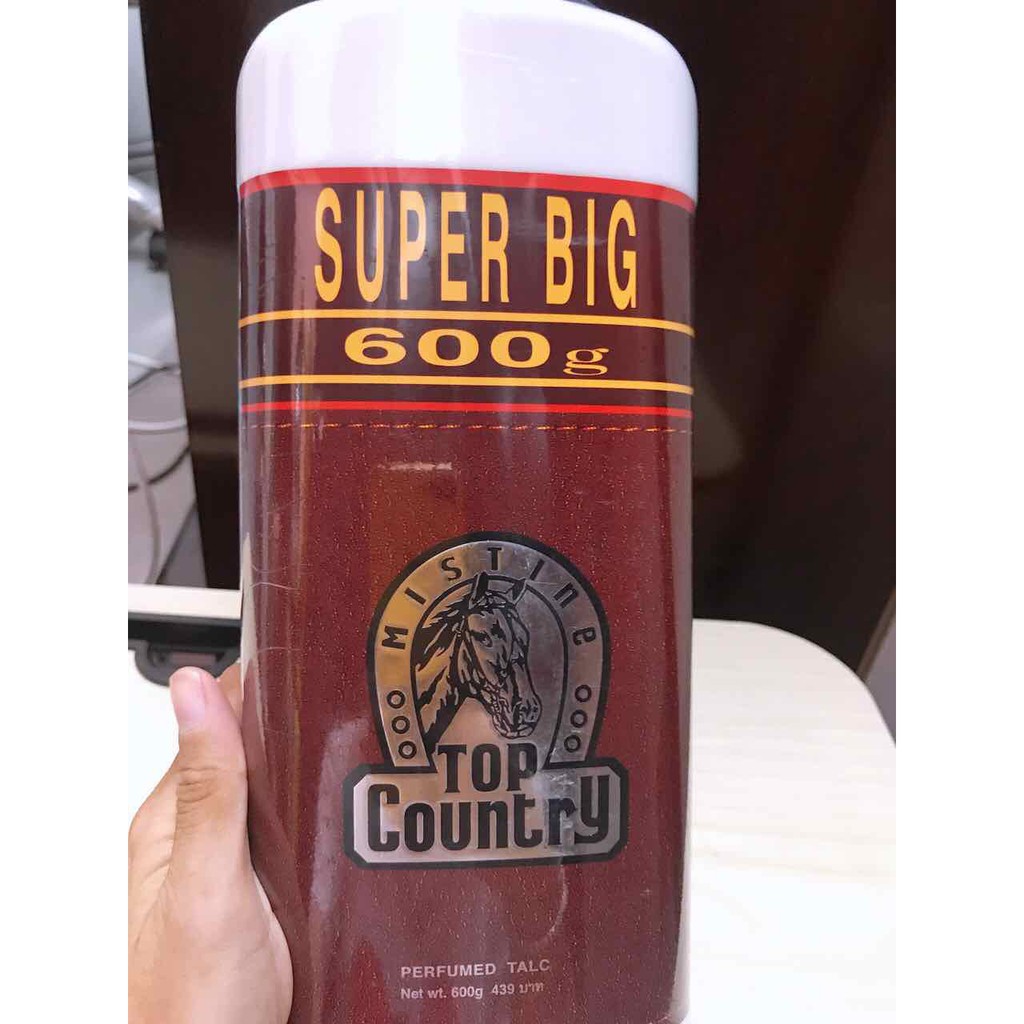 SUPER BIG
600g
MISTINe
TOP
Country
PERFUMED TALC
Net wt. 600g 439 บาท